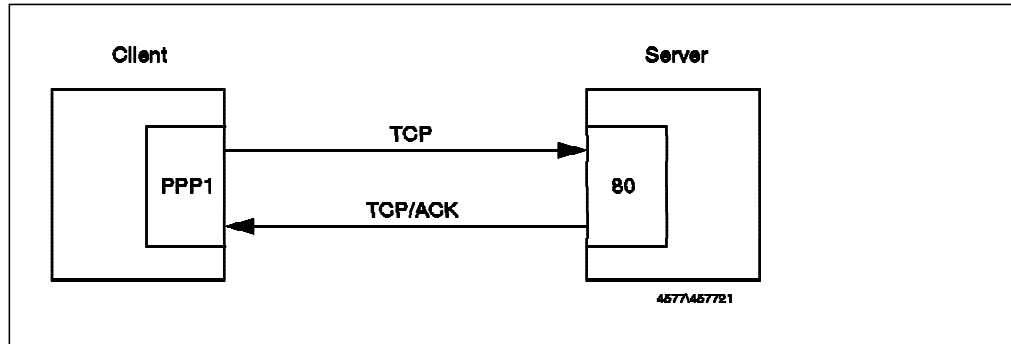 Client
Server
TCP
PPP1
80
TCP/ACK
4577\457721